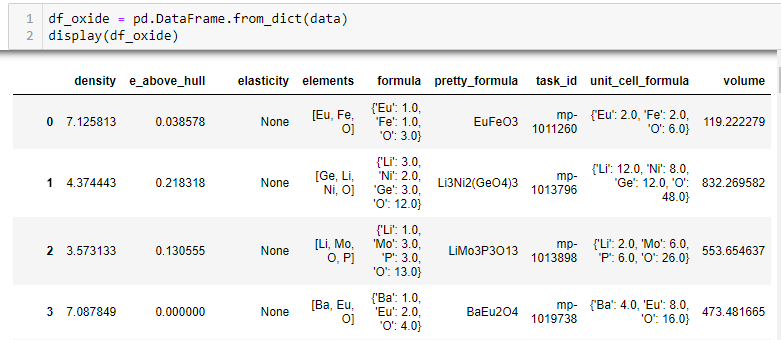 1 df_oxide = pd.DataFrame.from_dict(data)
2 display(df_oxide)
density e_above_hull elasticity elements formula pretty_formula task_id unit_cell_formula volume
0 7.125813 0.038578 None [Eu, Fe, O] {'Eu': 1.0, 'Fe': 1.0, 'O': 3.0} EuFeO3 mp-1011260 {'Eu': 2.0, 'Fe': 2.0, 'O': 6.0} 119.222279
1 4.374443 0.218318 None [Ge, Li, Ni, O] {'Li': 3.0, 'Ni': 2.0, 'Ge': 3.0, 'O': 12.0} Li3Ni2(GeO4)3 mp-1013796 {'Li': 12.0, 'Ni': 8.0, 'Ge': 12.0, 'O': 48.0} 832.269582
2 3.573133 0.130555 None [Li, Mo, O, P] {'Li': 1.0, 'Mo': 3.0, 'P': 3.0, 'O': 13.0} LiMo3P3O13 mp-1013898 {'Li': 2.0, 'Mo': 6.0, 'P': 6.0, 'O': 26.0} 553.654637
3 7.087849 0.000000 None [Ba, Eu, O] {'Ba': 1.0, 'Eu': 2.0, 'O': 4.0} BaEu2O4 mp-1019738 {'Ba': 4.0, 'Eu': 8.0, 'O': 16.0} 473.481665